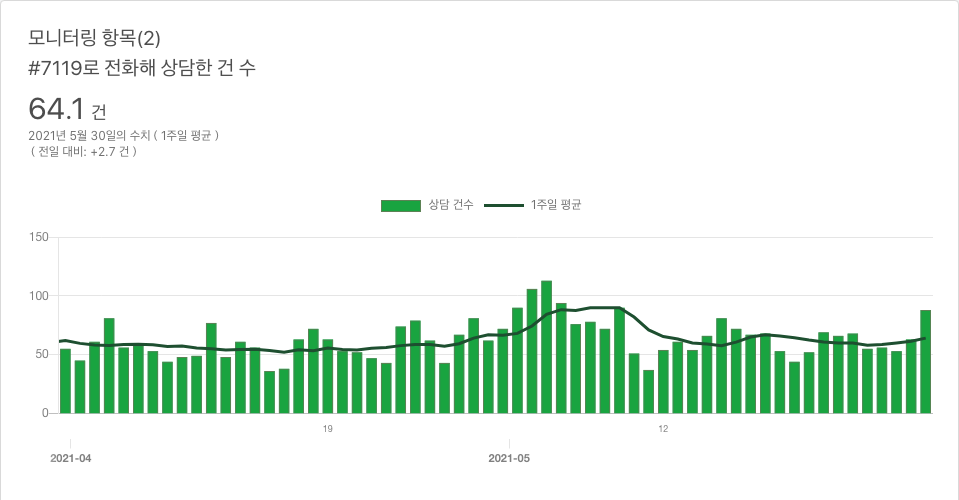 모니터링 항목(2)
#7119로 전화해 상담한 건 수
64.1 건
2021년 5월 30일의 수치 ( 1주일 평균 )
( 전일 대비: +2.7 건 )
상담 건수 1주일 평균
150
100
50
0
19 12
2021-04 2021-05